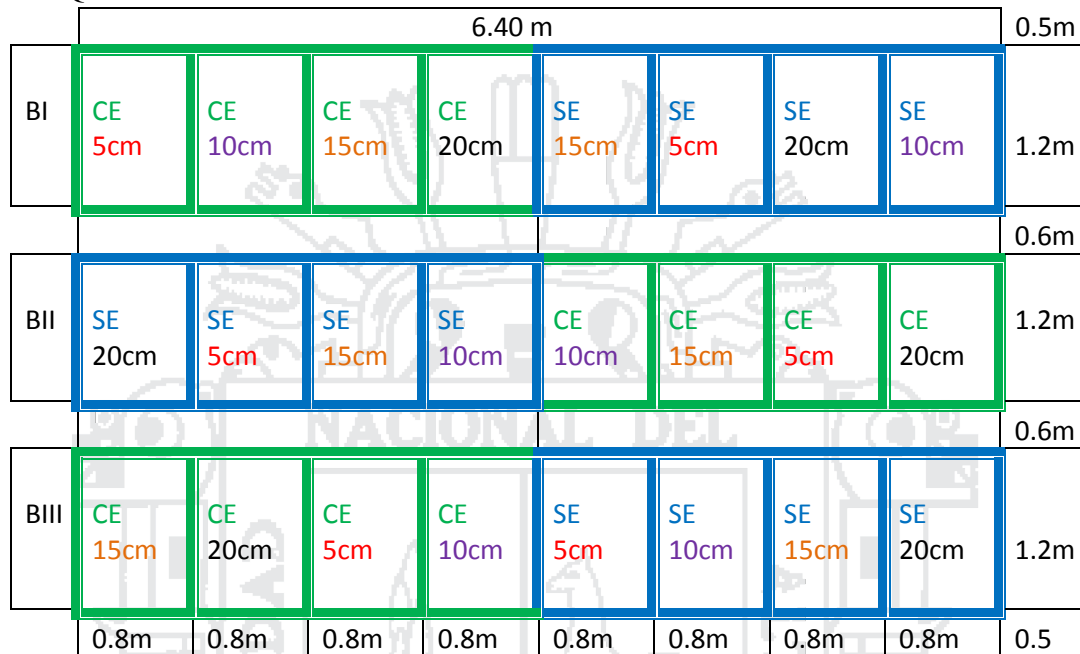 6.40 m 0.5m
BI CE CE CE CE SE SE SE SE
5cm 10cm 15cm 20cm 15cm 5cm 20cm 10cm 1.2m
0.6m
BII SE SE SE SE CE CE CE CE 1.2m
20cm 5cm 15cm 10cm 10cm 15cm 5cm 20cm
NACIONAL DEL 0.6m
BIII CE CE CE CE SE SE SE SE
15cm 20cm 5cm 10cm 5cm 10cm 15cm 20cm 1.2m
0.8m 0.8m 0.8m 0.8m 0.8m 0.8m 0.8m 0.8m 0.5